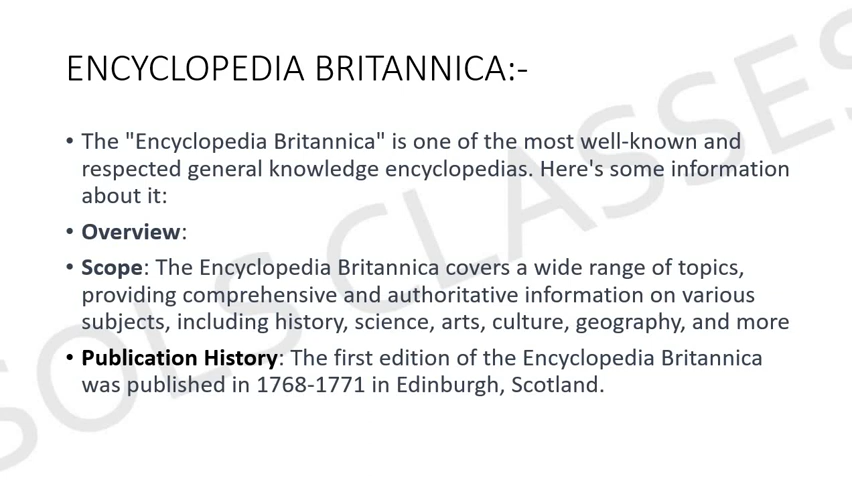 ENCYCLOPEDIA BRITANNICA:-
• The "Encyclopedia Britannica" is one of the most well-known and
respected general knowledge encyclopedias. Here's some information
about it:
• Overview:
• Scope: The Encyclopedia Britannica covers a wide range of topics,
providing comprehensive and authoritative information on various
subjects, including history, science, arts, culture, geography, and more
• Publication History: The first edition of the Encyclopedia Britannica
was published in 1768-1771 in Edinburgh, Scotland.
SOLS CLASSES